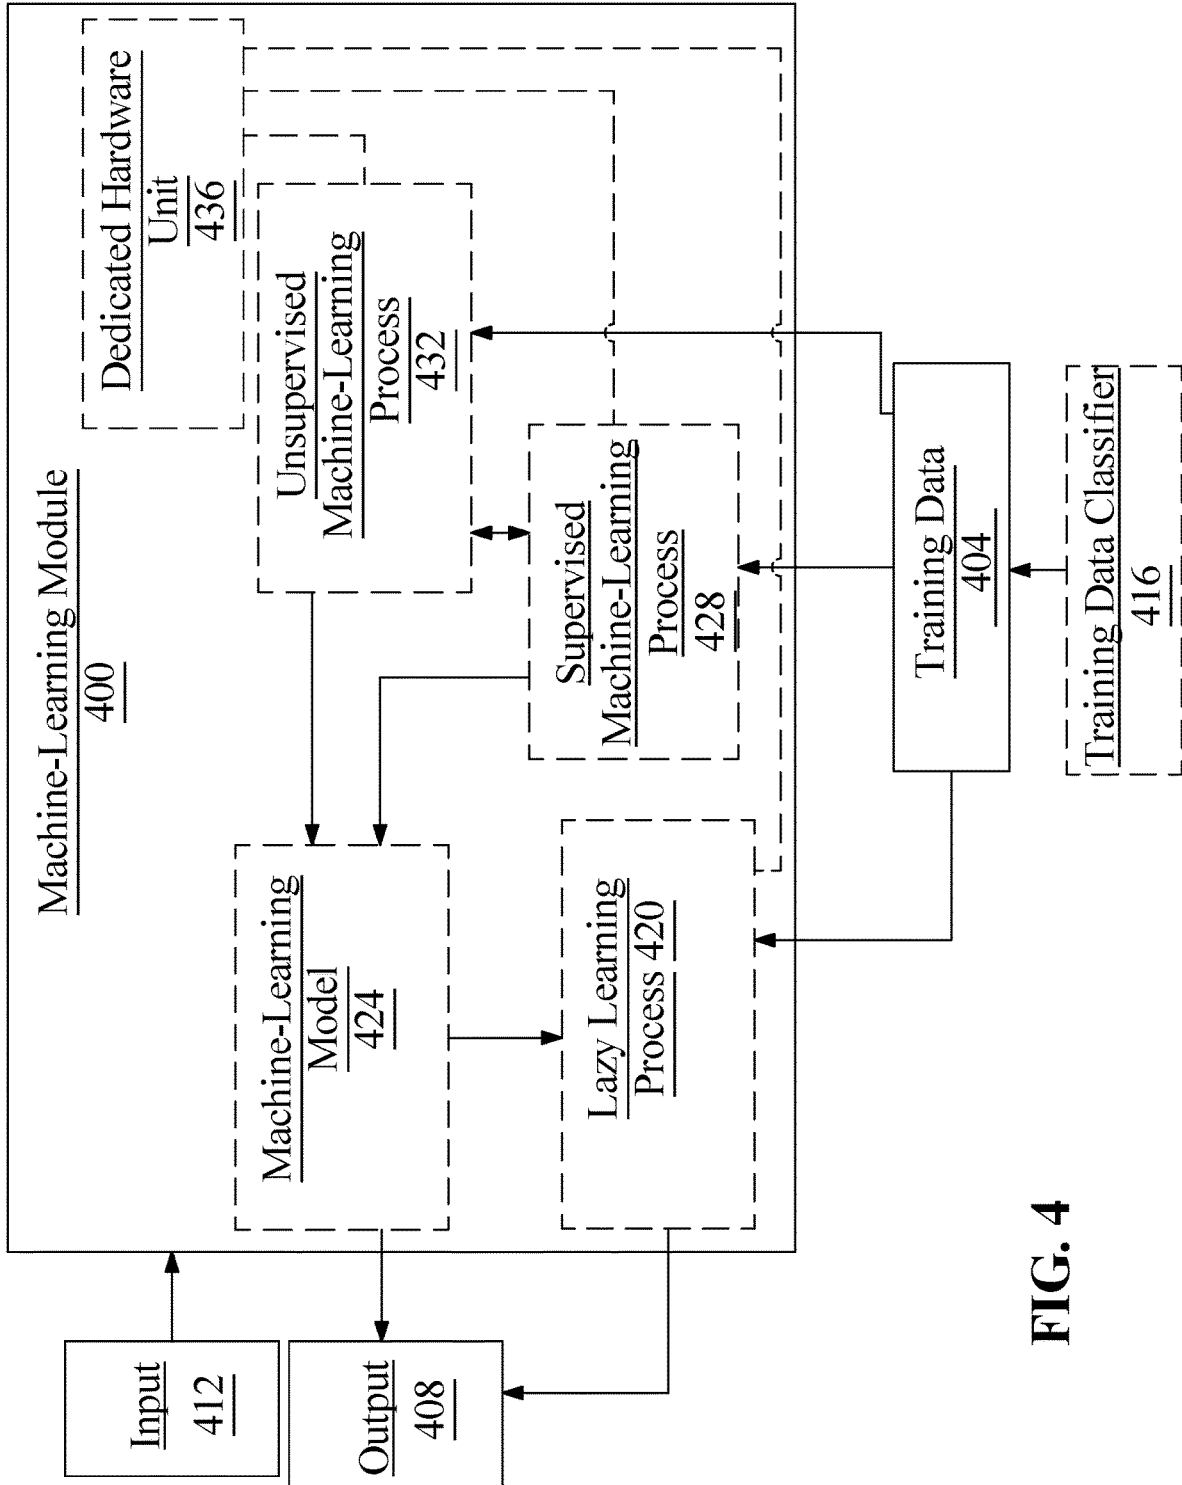 Machine-Learning Module
400
Dedicated Hardware
Unit
436
Unsupervised
Machine-Learning
Process
432
Machine-Learning
Model
424
Supervised
Machine-Learning
Process
428
Lazy Learning
Process 420
Input
412
Output
408
Training Data
404
Training Data Classifier
416
FIG. 4